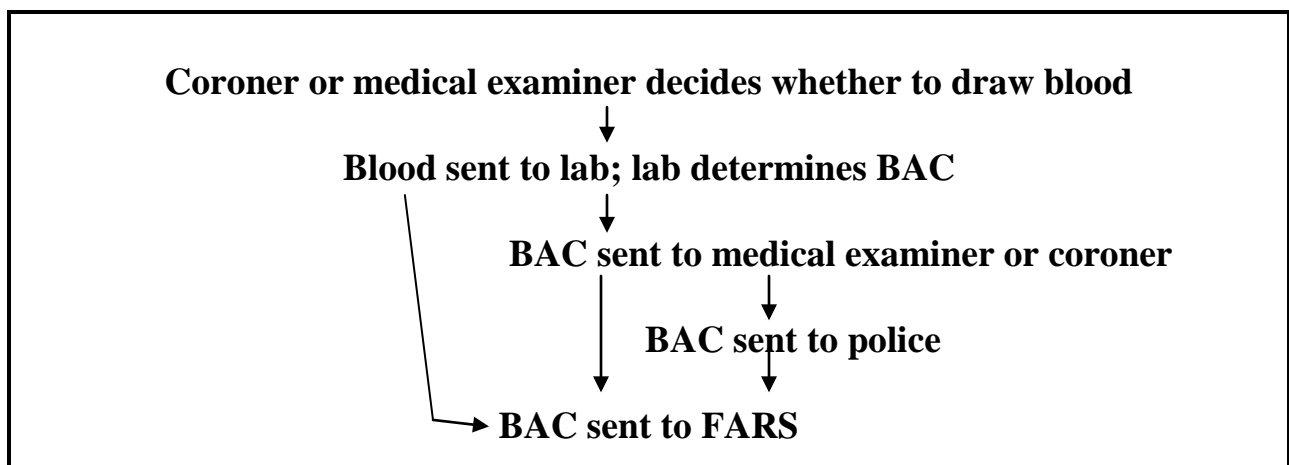 Coroner or medical examiner decides whether to draw blood
Blood sent to lab; lab determines BAC
BAC sent to medical examiner or coroner
BAC sent to police
BAC sent to FARS